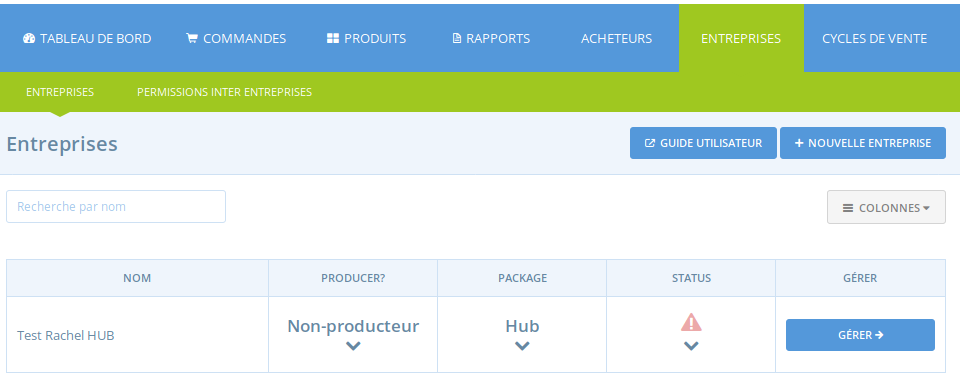 TABLEAU DE BORD COMMANDES PRODUITS RAPPORTS ACHETEURS ENTREPRISES CYCLES DE VENTE
ENTREPRISES PERMISSIONS INTER ENTREPRISES
Entreprises GUIDE UTILISATEUR + NOUVELLE ENTREPRISE
Recherche par nom COLONNES
NOM PRODUCER? PACKAGE STATUS GÉRER
Test Rachel HUB Non-producteur Hub GÉRER